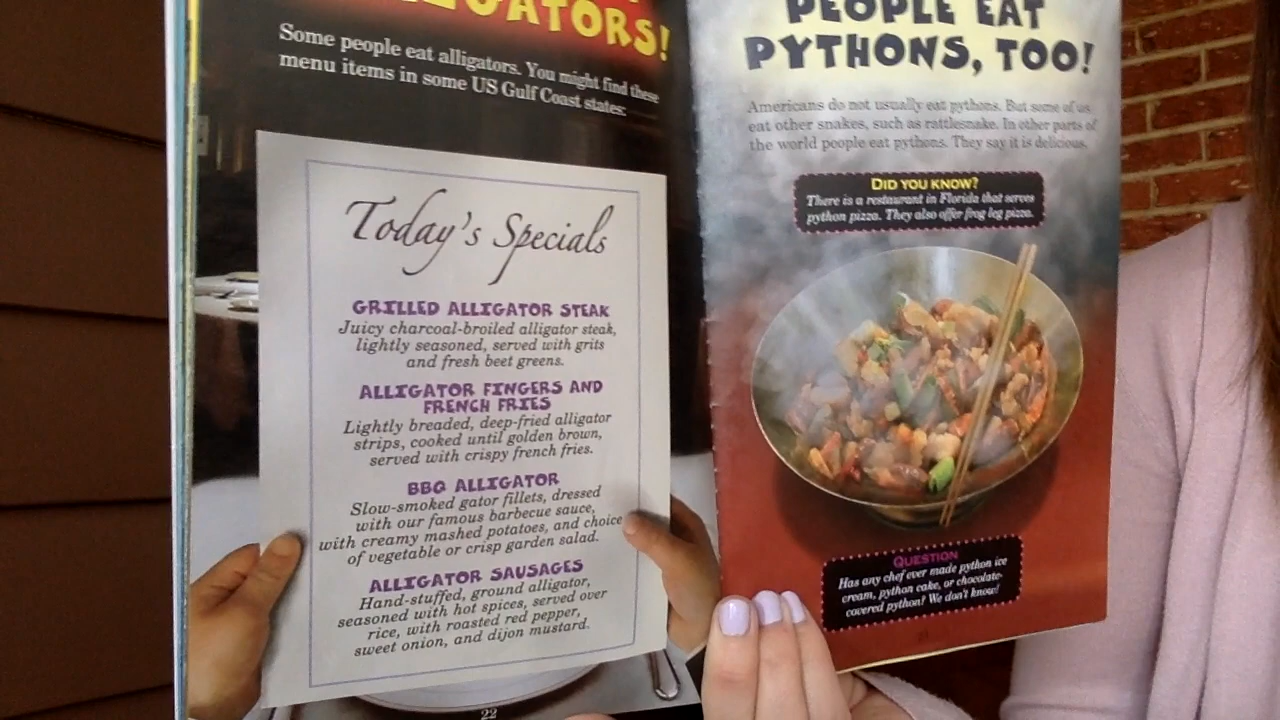 GATORS!
Some people eat alligators. You might find these
menu items in some US Gulf Coast states:
Today's Specials
GRILLED ALLIGATOR STEAK
Juicy charcoal-broiled alligator steak,
lightly seasoned, served with grits
and fresh beet greens.
ALLIGATOR FINGERS AND
FRENCH FRIES
Lightly breaded, deep-fried alligator
strips, cooked until golden brown,
served with crispy french fries.
BBQ ALLIGATOR
Slow-smoked gator fillets, dressed
with our famous barbecue sauce,
with creamy mashed potatoes, and choice
of vegetable or crisp garden salad.
ALLIGATOR SAUSAGES
Hand-stuffed, ground alligator,
seasoned with hot spices, served over
rice, with roasted red pepper,
sweet onion, and dijon mustard.
22
PEOPLE EAT
PYTHONS, TOO!
Americans do not usually eat pythons. But some of us
eat other snakes, such as rattlesnake. In other parts of
the world people eat pythons. They say it is delicious.
DID YOU KNOW?
There is a restaurant in Florida that serves
python pizza. They also offer frog leg pizza.
QUESTION
Has any chef ever made python ice
cream, python cake, or chocolate-
covered python? We don't know!